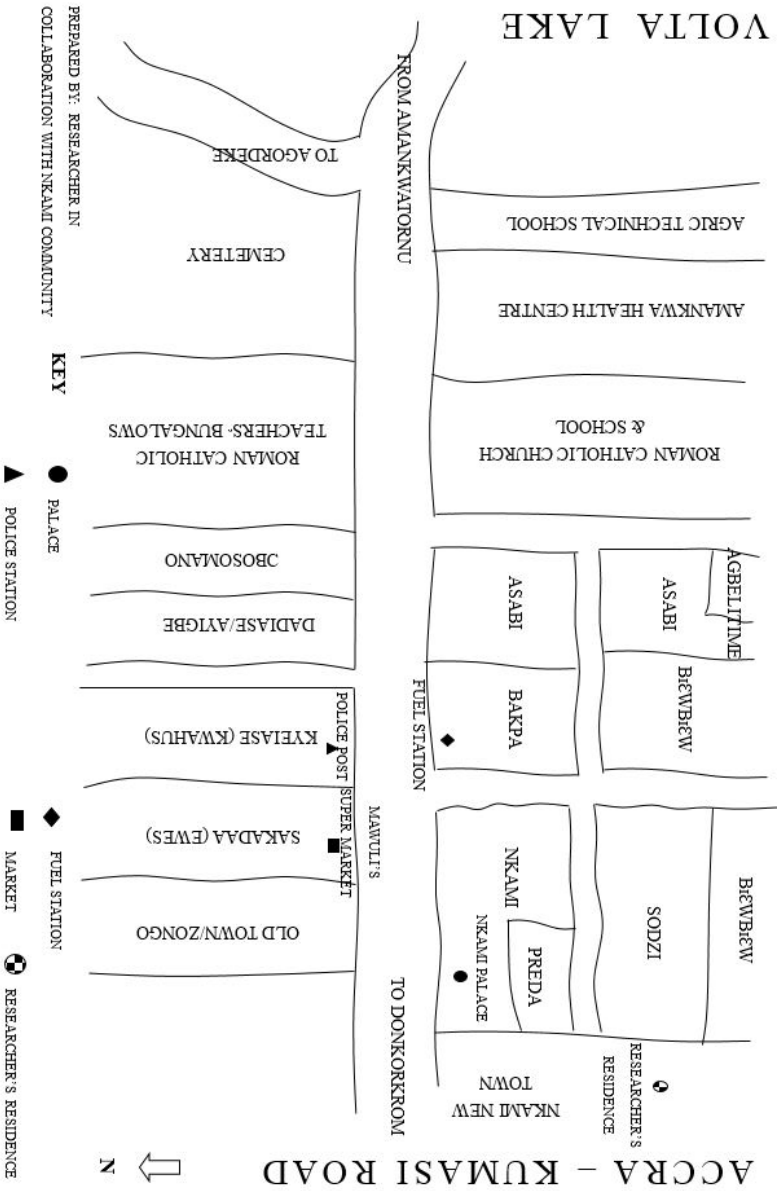 VOLTA LAKE
ACCRA – KUMASI ROAD
AGRIC TECHNICAL SCHOOL
AMANKWA HEALTH CENTRE
ROMAN CATHOLIC CHURCH
& SCHOOL
AGBELITIME
ASABI
BıƐWBıƐW
BıƐWBıƐW
SODZI
RESEARCHER'S
RESIDENCE
ASABI
BAKPA
NKAMI
PREDA
NKAMI PALACE
NKAMI NEW
TOWN
FUEL STATION
FROM AMANKWATORNU
TO DONKORKROM
MAWULI'S
SUPER MARKET
POLICE POST
TO AGORDEKE
CEMETERY
ROMAN CATHOLIC
TEACHERS' BUNGALOWS
ƆBOSOMANO
DADIASE/AYIGBE
KYEIASE (KWAHUS)
SAKADAA (EWES)
OLD TOWN/ZONGO
N
PREPARED BY: RESEARCHER IN
COLLABORATION WITH NKAMI COMMUNITY
KEY
PALACE
POLICE STATION
FUEL STATION
MARKET
RESEARCHER'S RESIDENCE